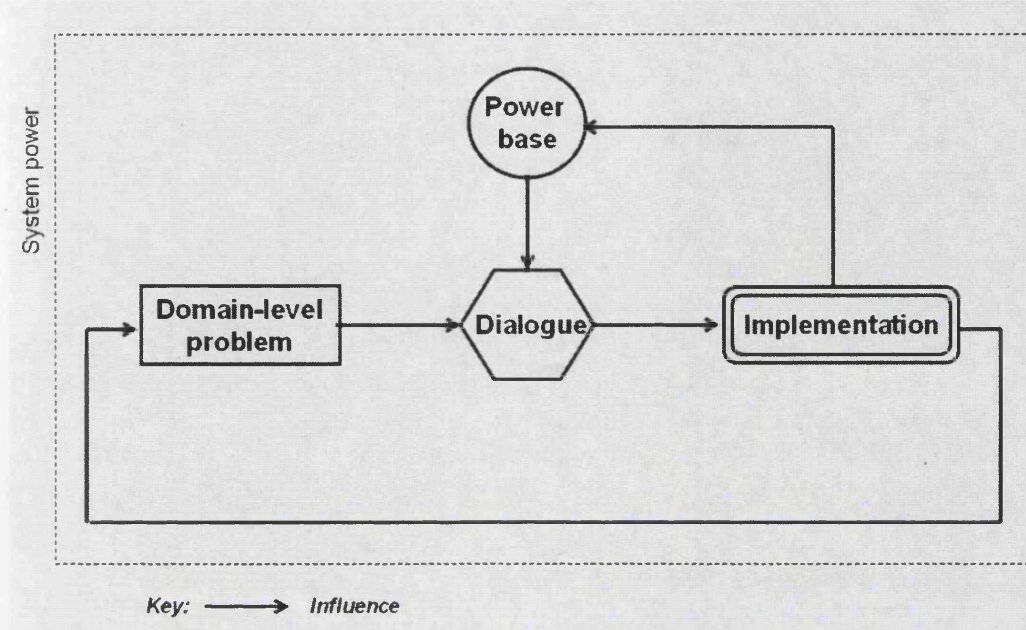 System power
Power
base
Domain-level
problem
Dialogue
Implementation
Key: Influence